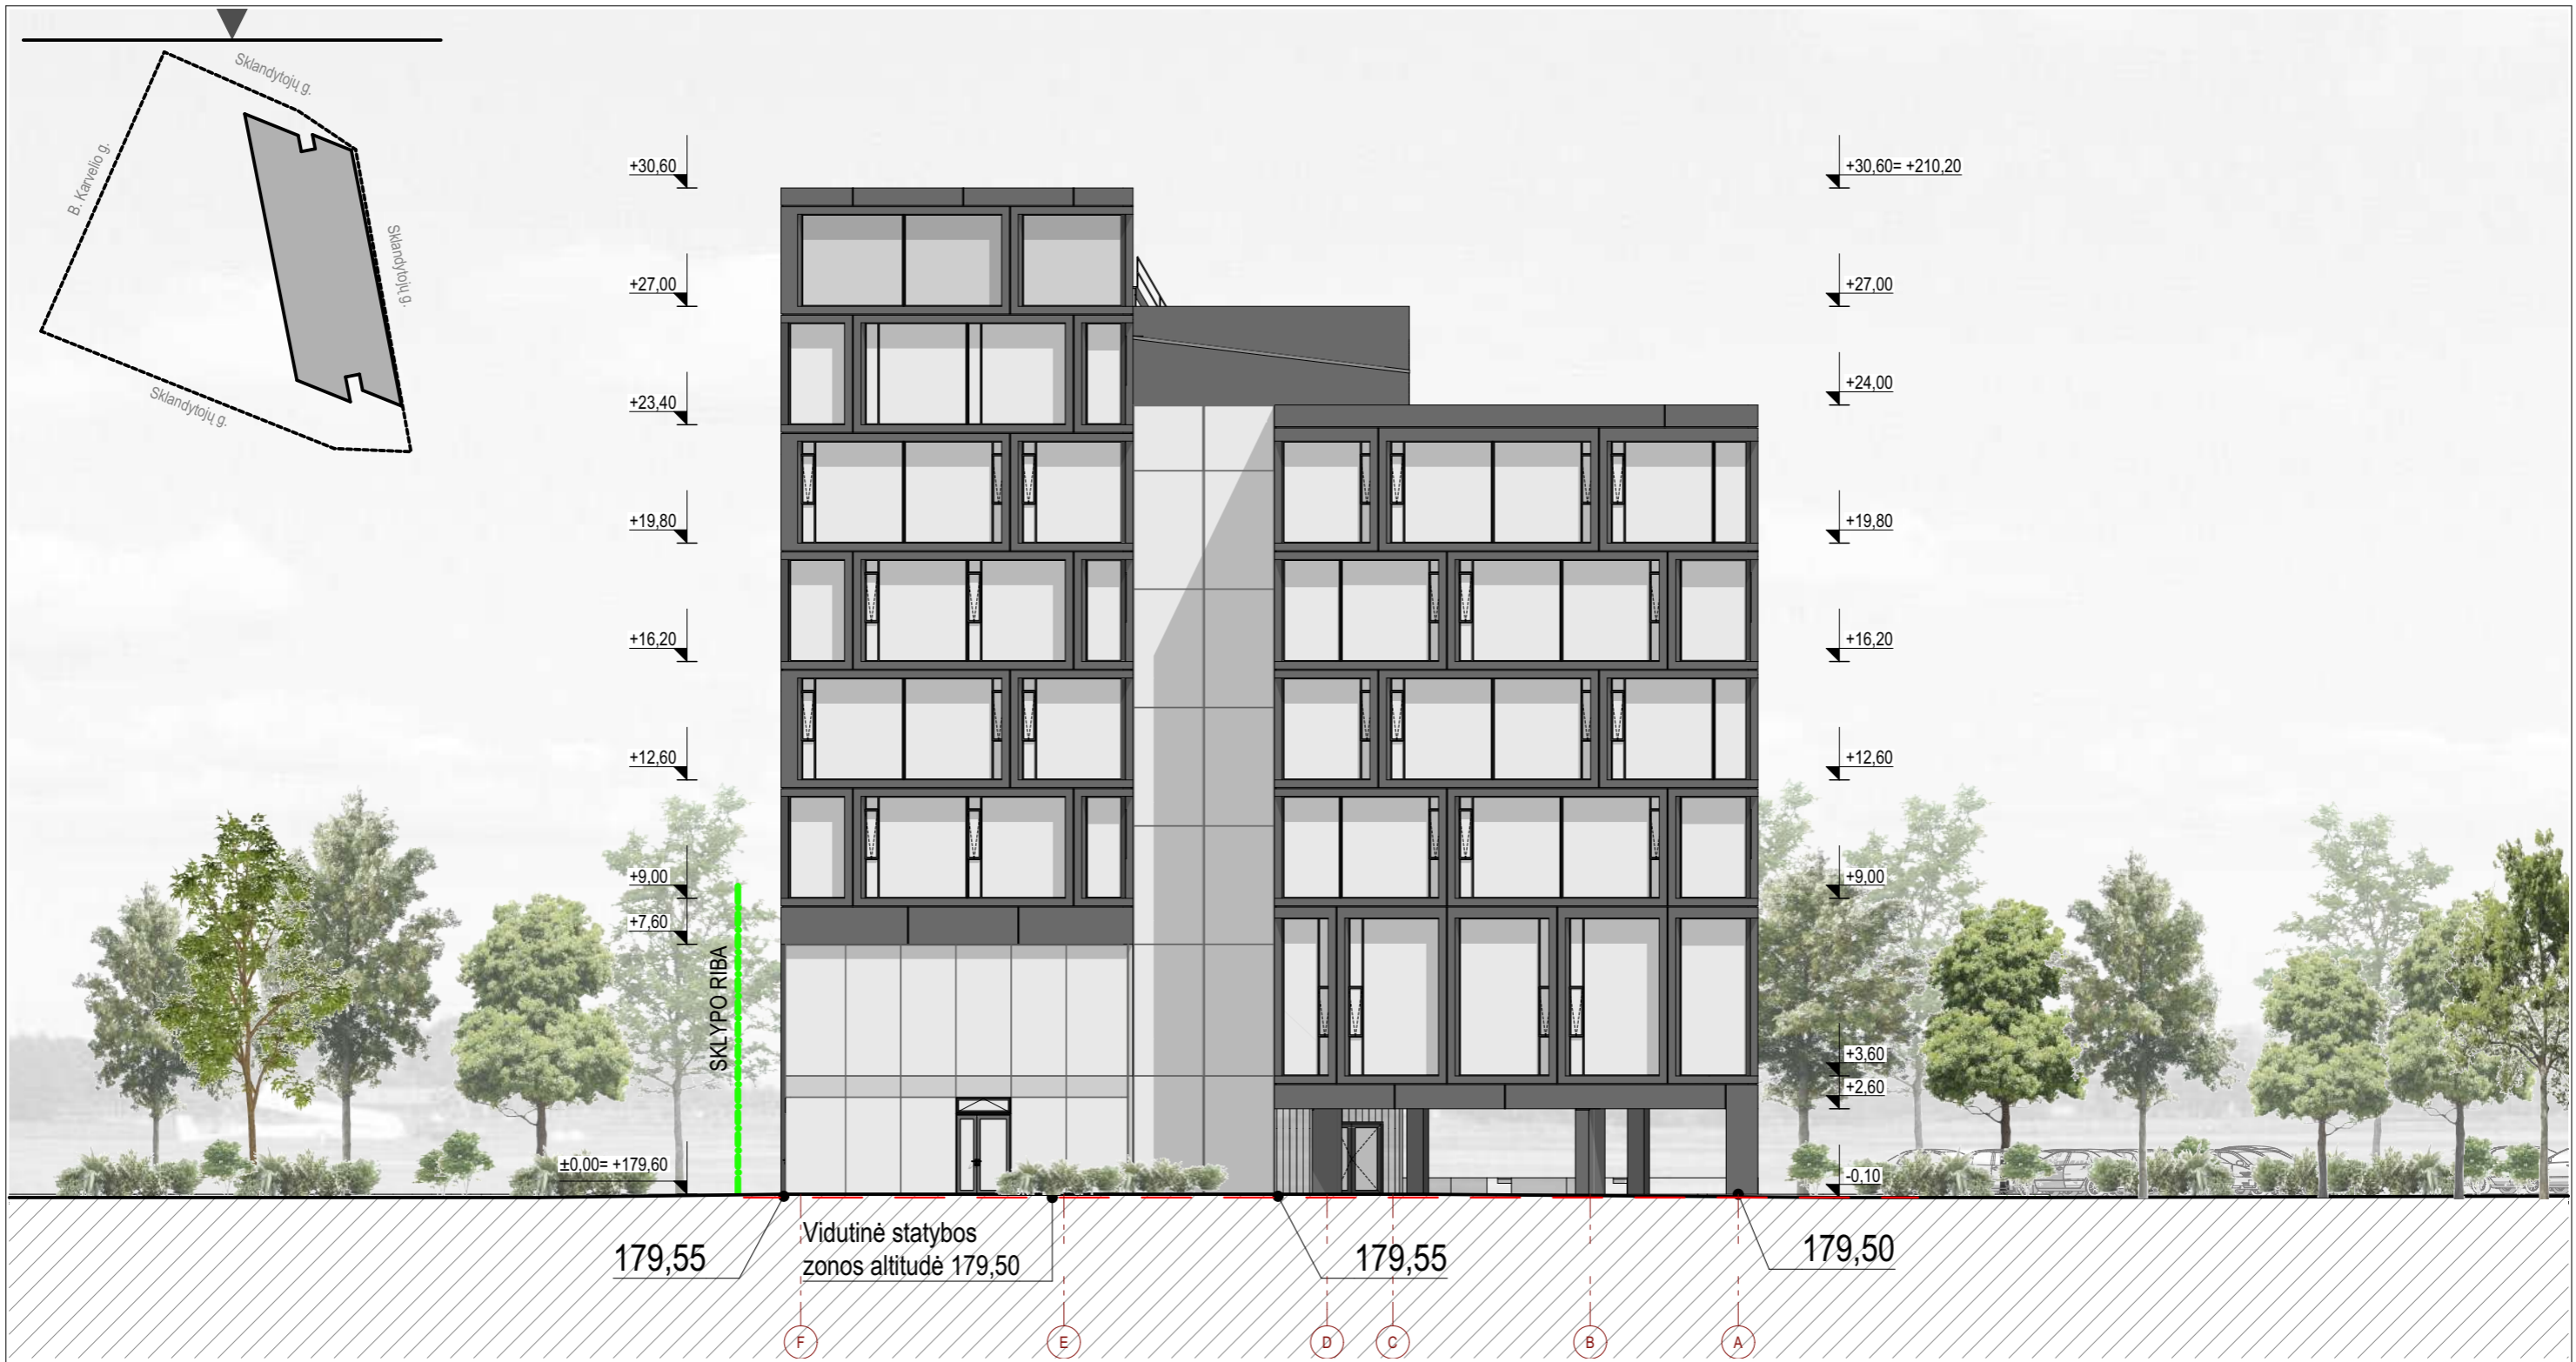 Sklandytojų g.
B. Karvelio g.
Sklandytojų g.
Sklandytojų g.
+30,60
+27,00
+23,40
+19,80
+16,20
+12,60
+9,00
+7,60
±0,00= +179,60
SKLYPO RIBA
+30,60= +210,20
+27,00
+24,00
+19,80
+16,20
+12,60
+9,00
+3,60
+2,60
-0,10
179,55
Vidutinė statybos
zonos altitudė 179,50
179,55
179,50
F
E
D
C
B
A